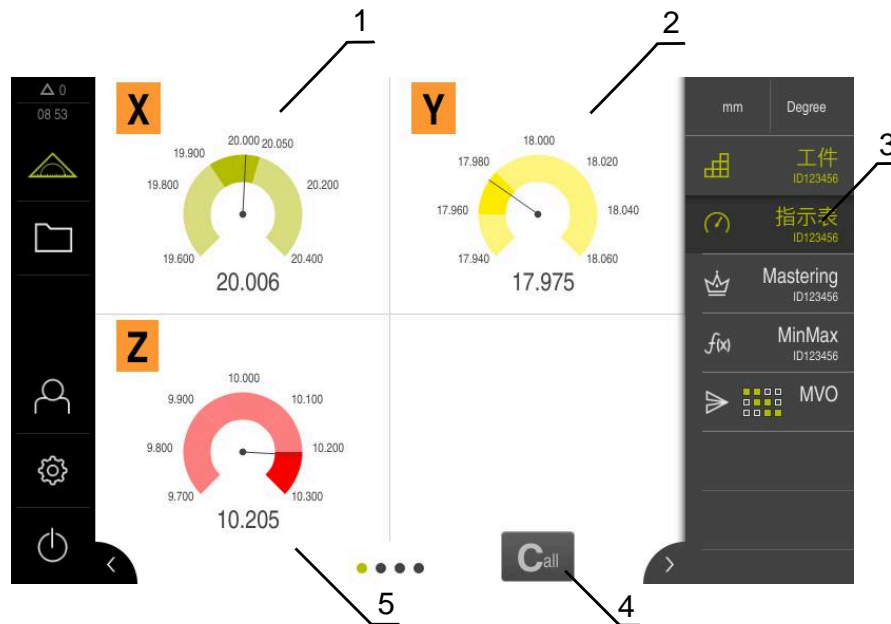 1
2
3
△ 0
08 53
X
19.600
19.800
19.900
20.000
20.050
20.200
20.400
20.006
Y
17.940
17.960
17.980
18.000
18.020
18.040
18.060
17.975
mm
Degree
工件
ID123456
指示表
ID123456
Mastering
ID123456
f(x)
MinMax
ID123456
MVO
Z
9.700
9.800
9.900
10.000
10.100
10.200
10.300
10.205
Call
5
4